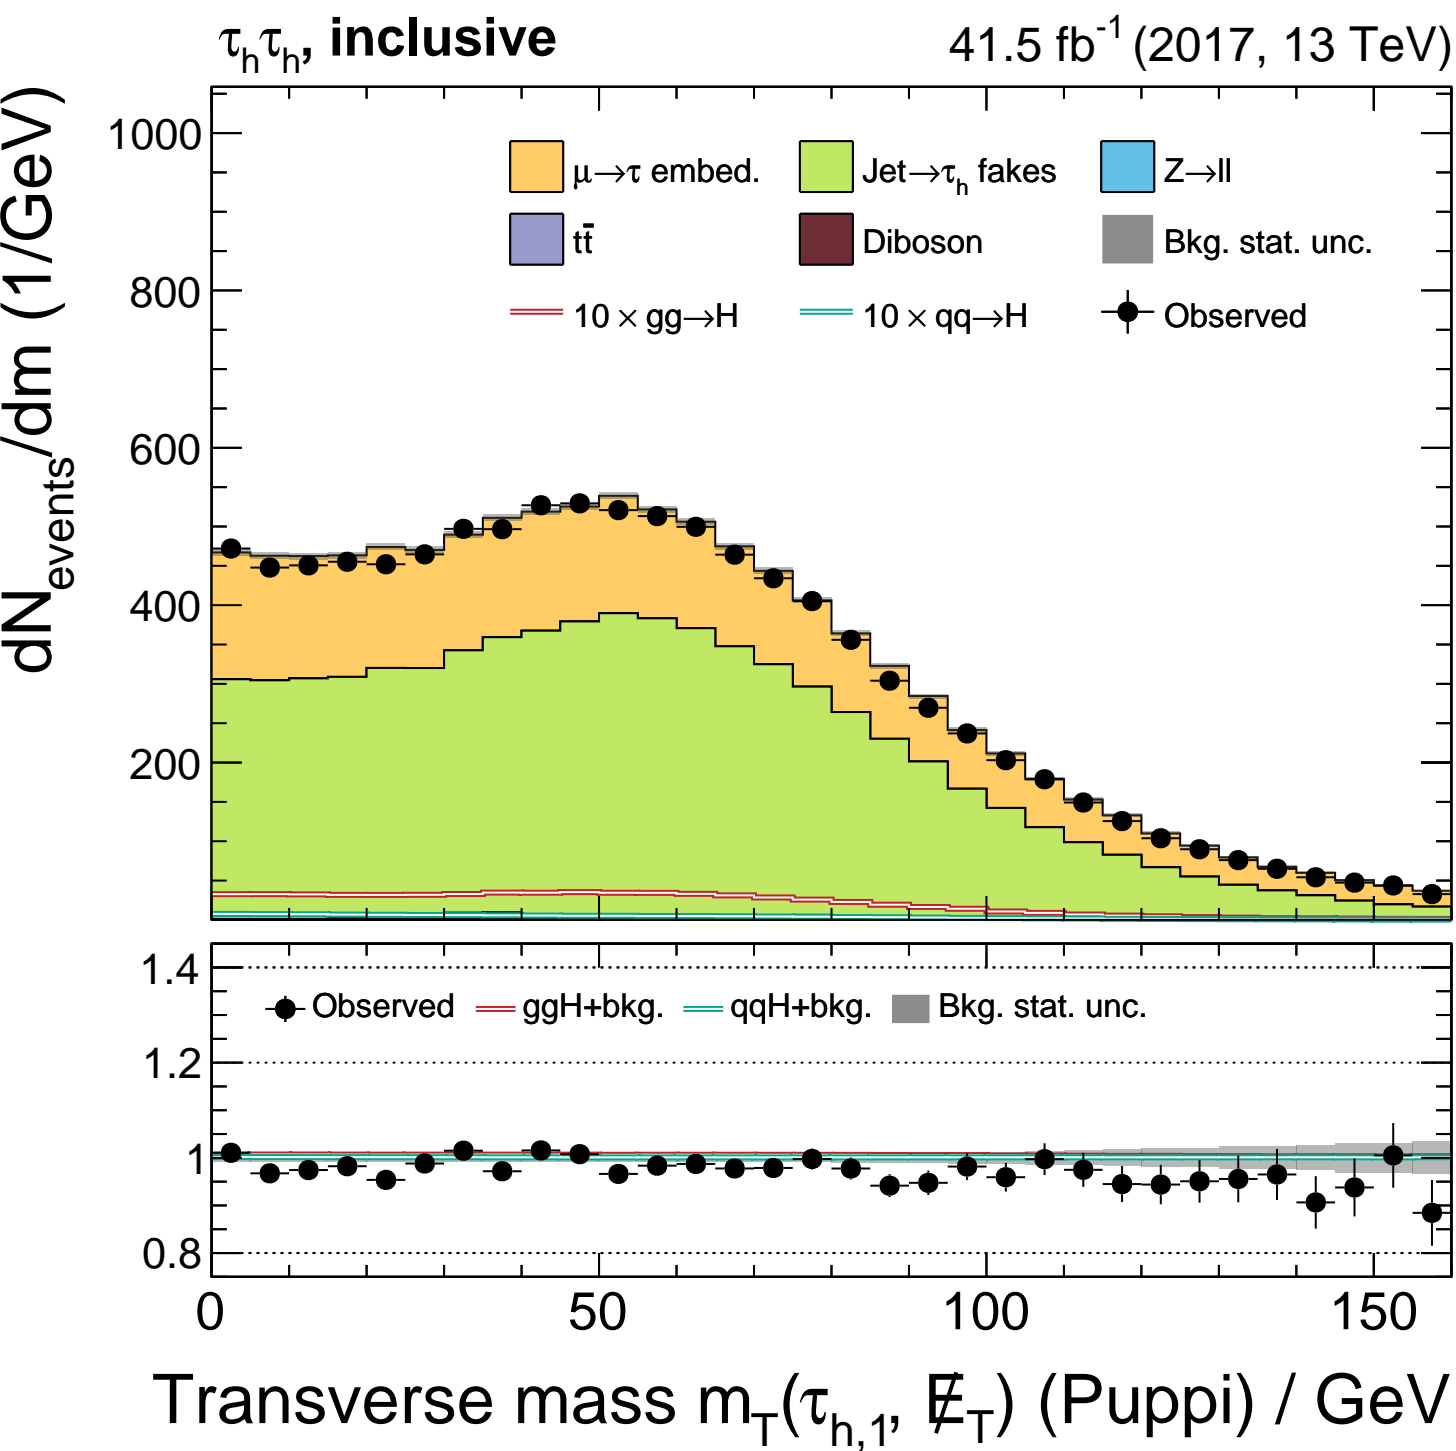 τhτh, inclusive 41.5 fb-1 (2017, 13 TeV)
dNevents/dm (1/GeV)
1000
800
600
400
200
μ→τ embed. Jet→τh fakes Z→ll
tt̄ Diboson Bkg. stat. unc.
10 × gg→H 10 × qq→H Observed
1.4
1.2
1
0.8
Observed ggH+bkg. qqH+bkg. Bkg. stat. unc.
0 50 100 150
Transverse mass mT(τh,1, E̸T) (Puppi) / GeV